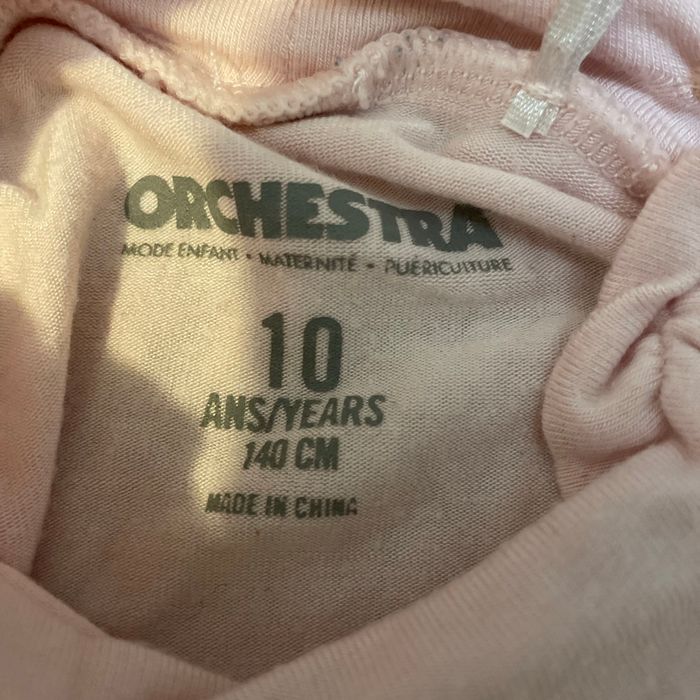 ORCHESTRA
MODE ENFANT • MATERNITÉ • PUÉRICULTURE
10
ANS/YEARS
140 CM
MADE IN CHINA